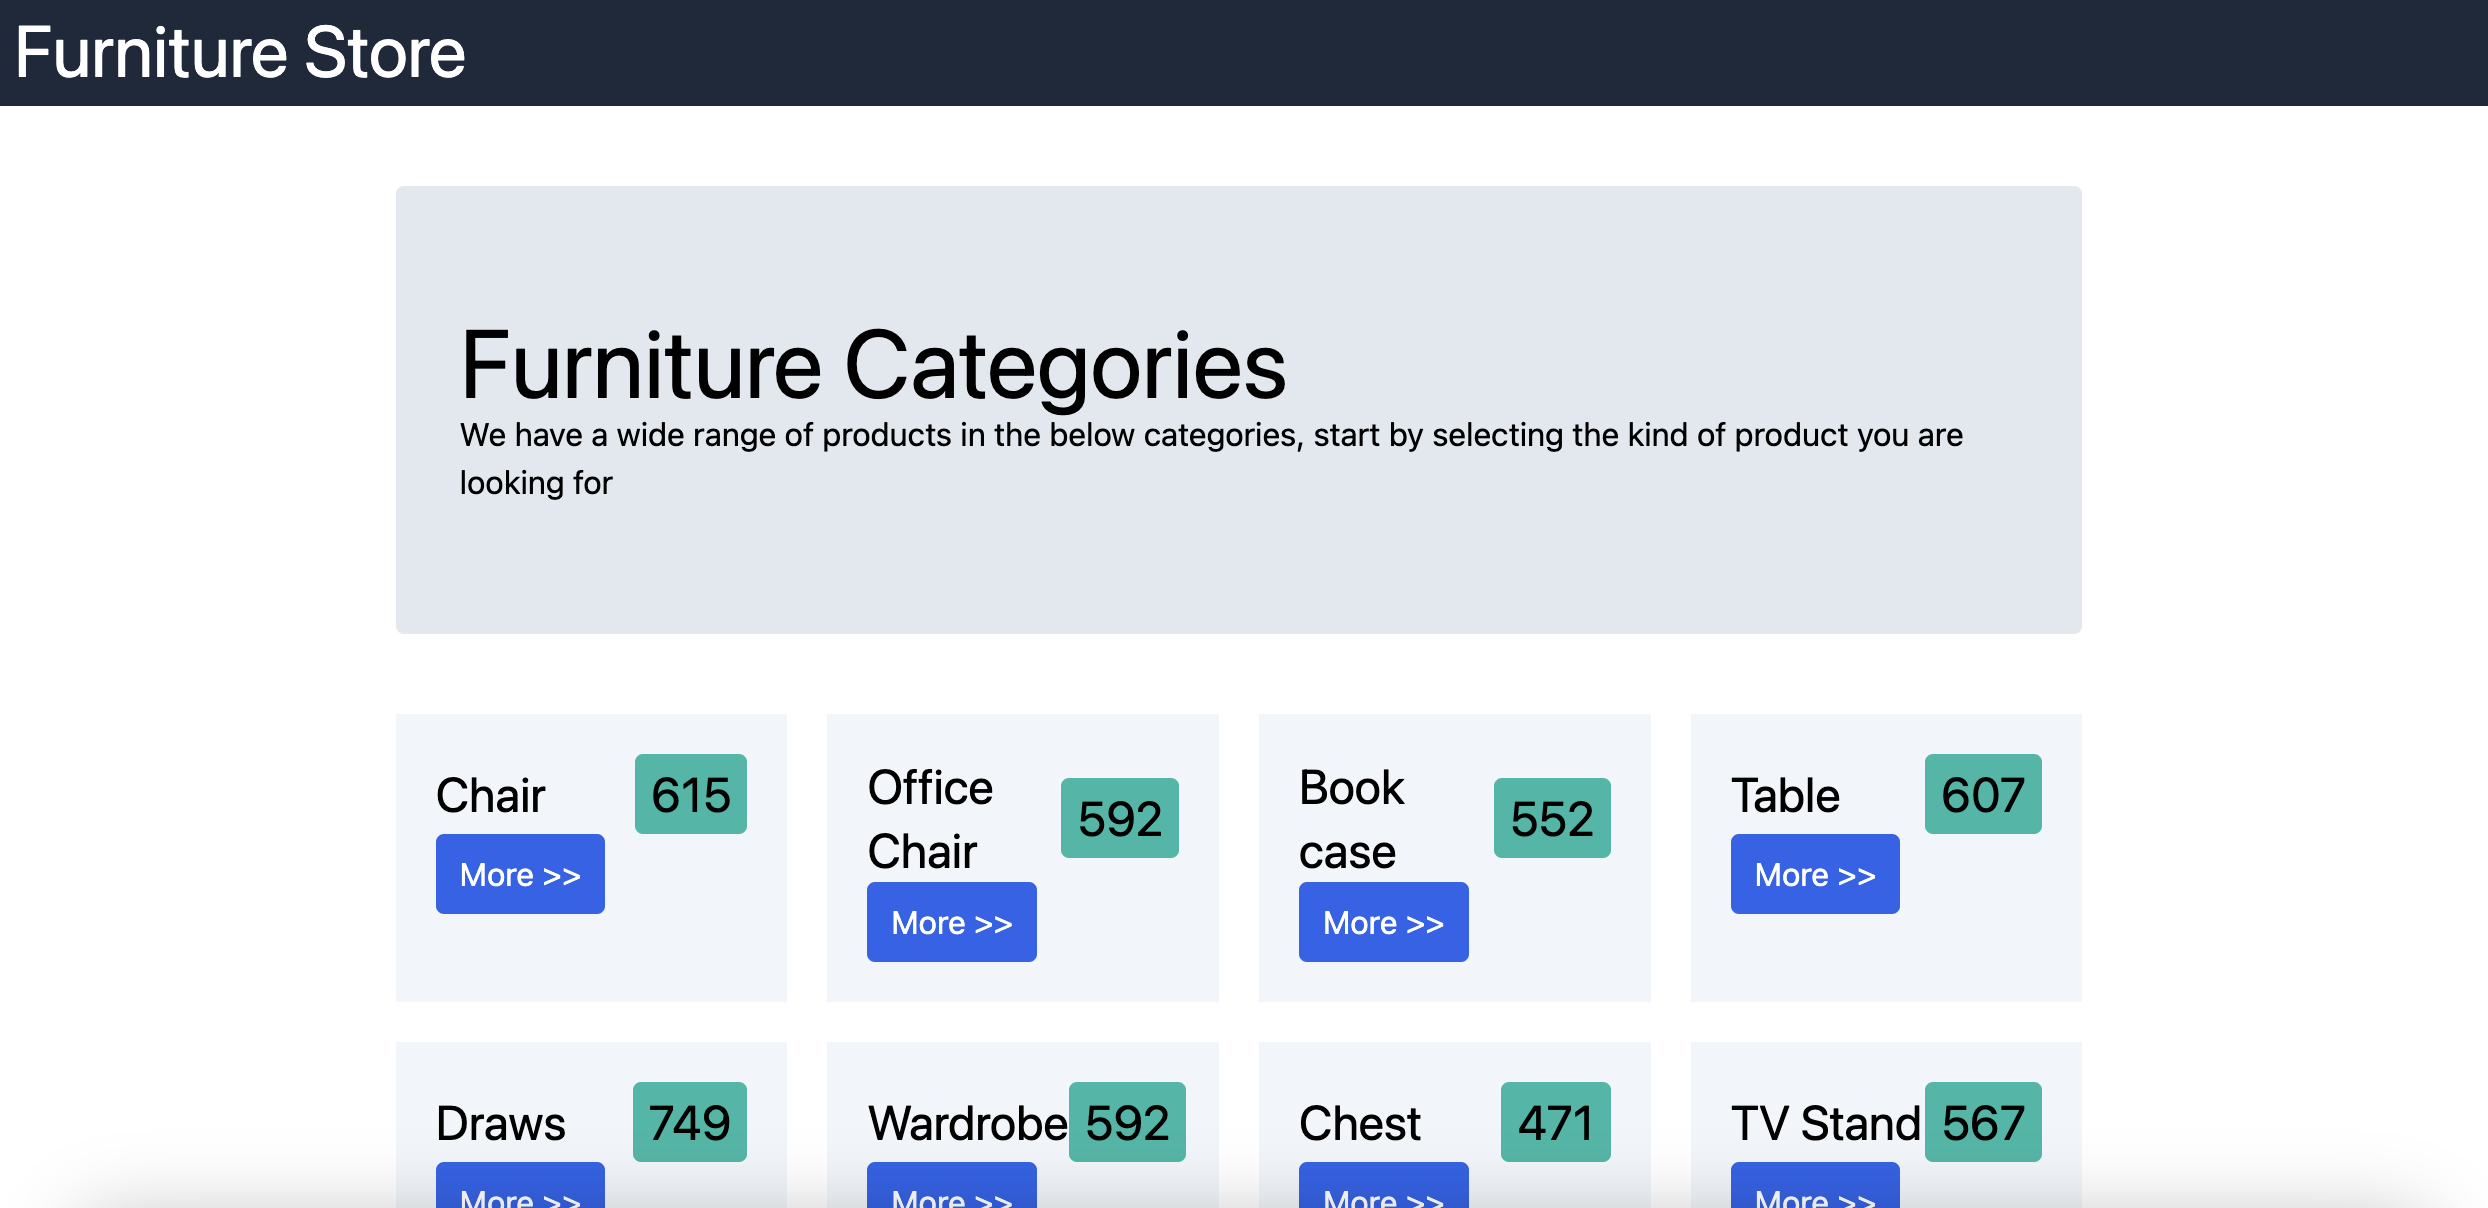 Furniture Store
Furniture Categories
We have a wide range of products in the below categories, start by selecting the kind of product you are
looking for
Chair 615
More >>
Office
Chair
592
More >>
Book
case
552
More >>
Table 607
More >>
Draws 749
More >>
Wardrobe 592
More >>
Chest 471
More >>
TV Stand 567
More >>